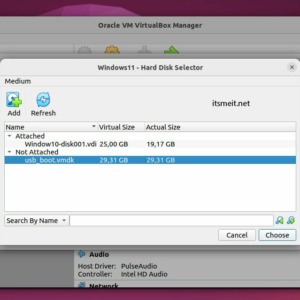 Oracle VM VirtualBox Manager
Windows11 - Hard Disk Selector
Medium
Add Refresh
itsmeit.net
Name Virtual Size Actual Size
Attached
Window10-disk001.vdi 25,00 GB 19,17 GB
Not Attached
usb_boot.vmdk 29,31 GB 29,31 GB
Search By Name
Cancel Choose
Audio
Host Driver: PulseAudio
Controller: Intel HD Audio
Network